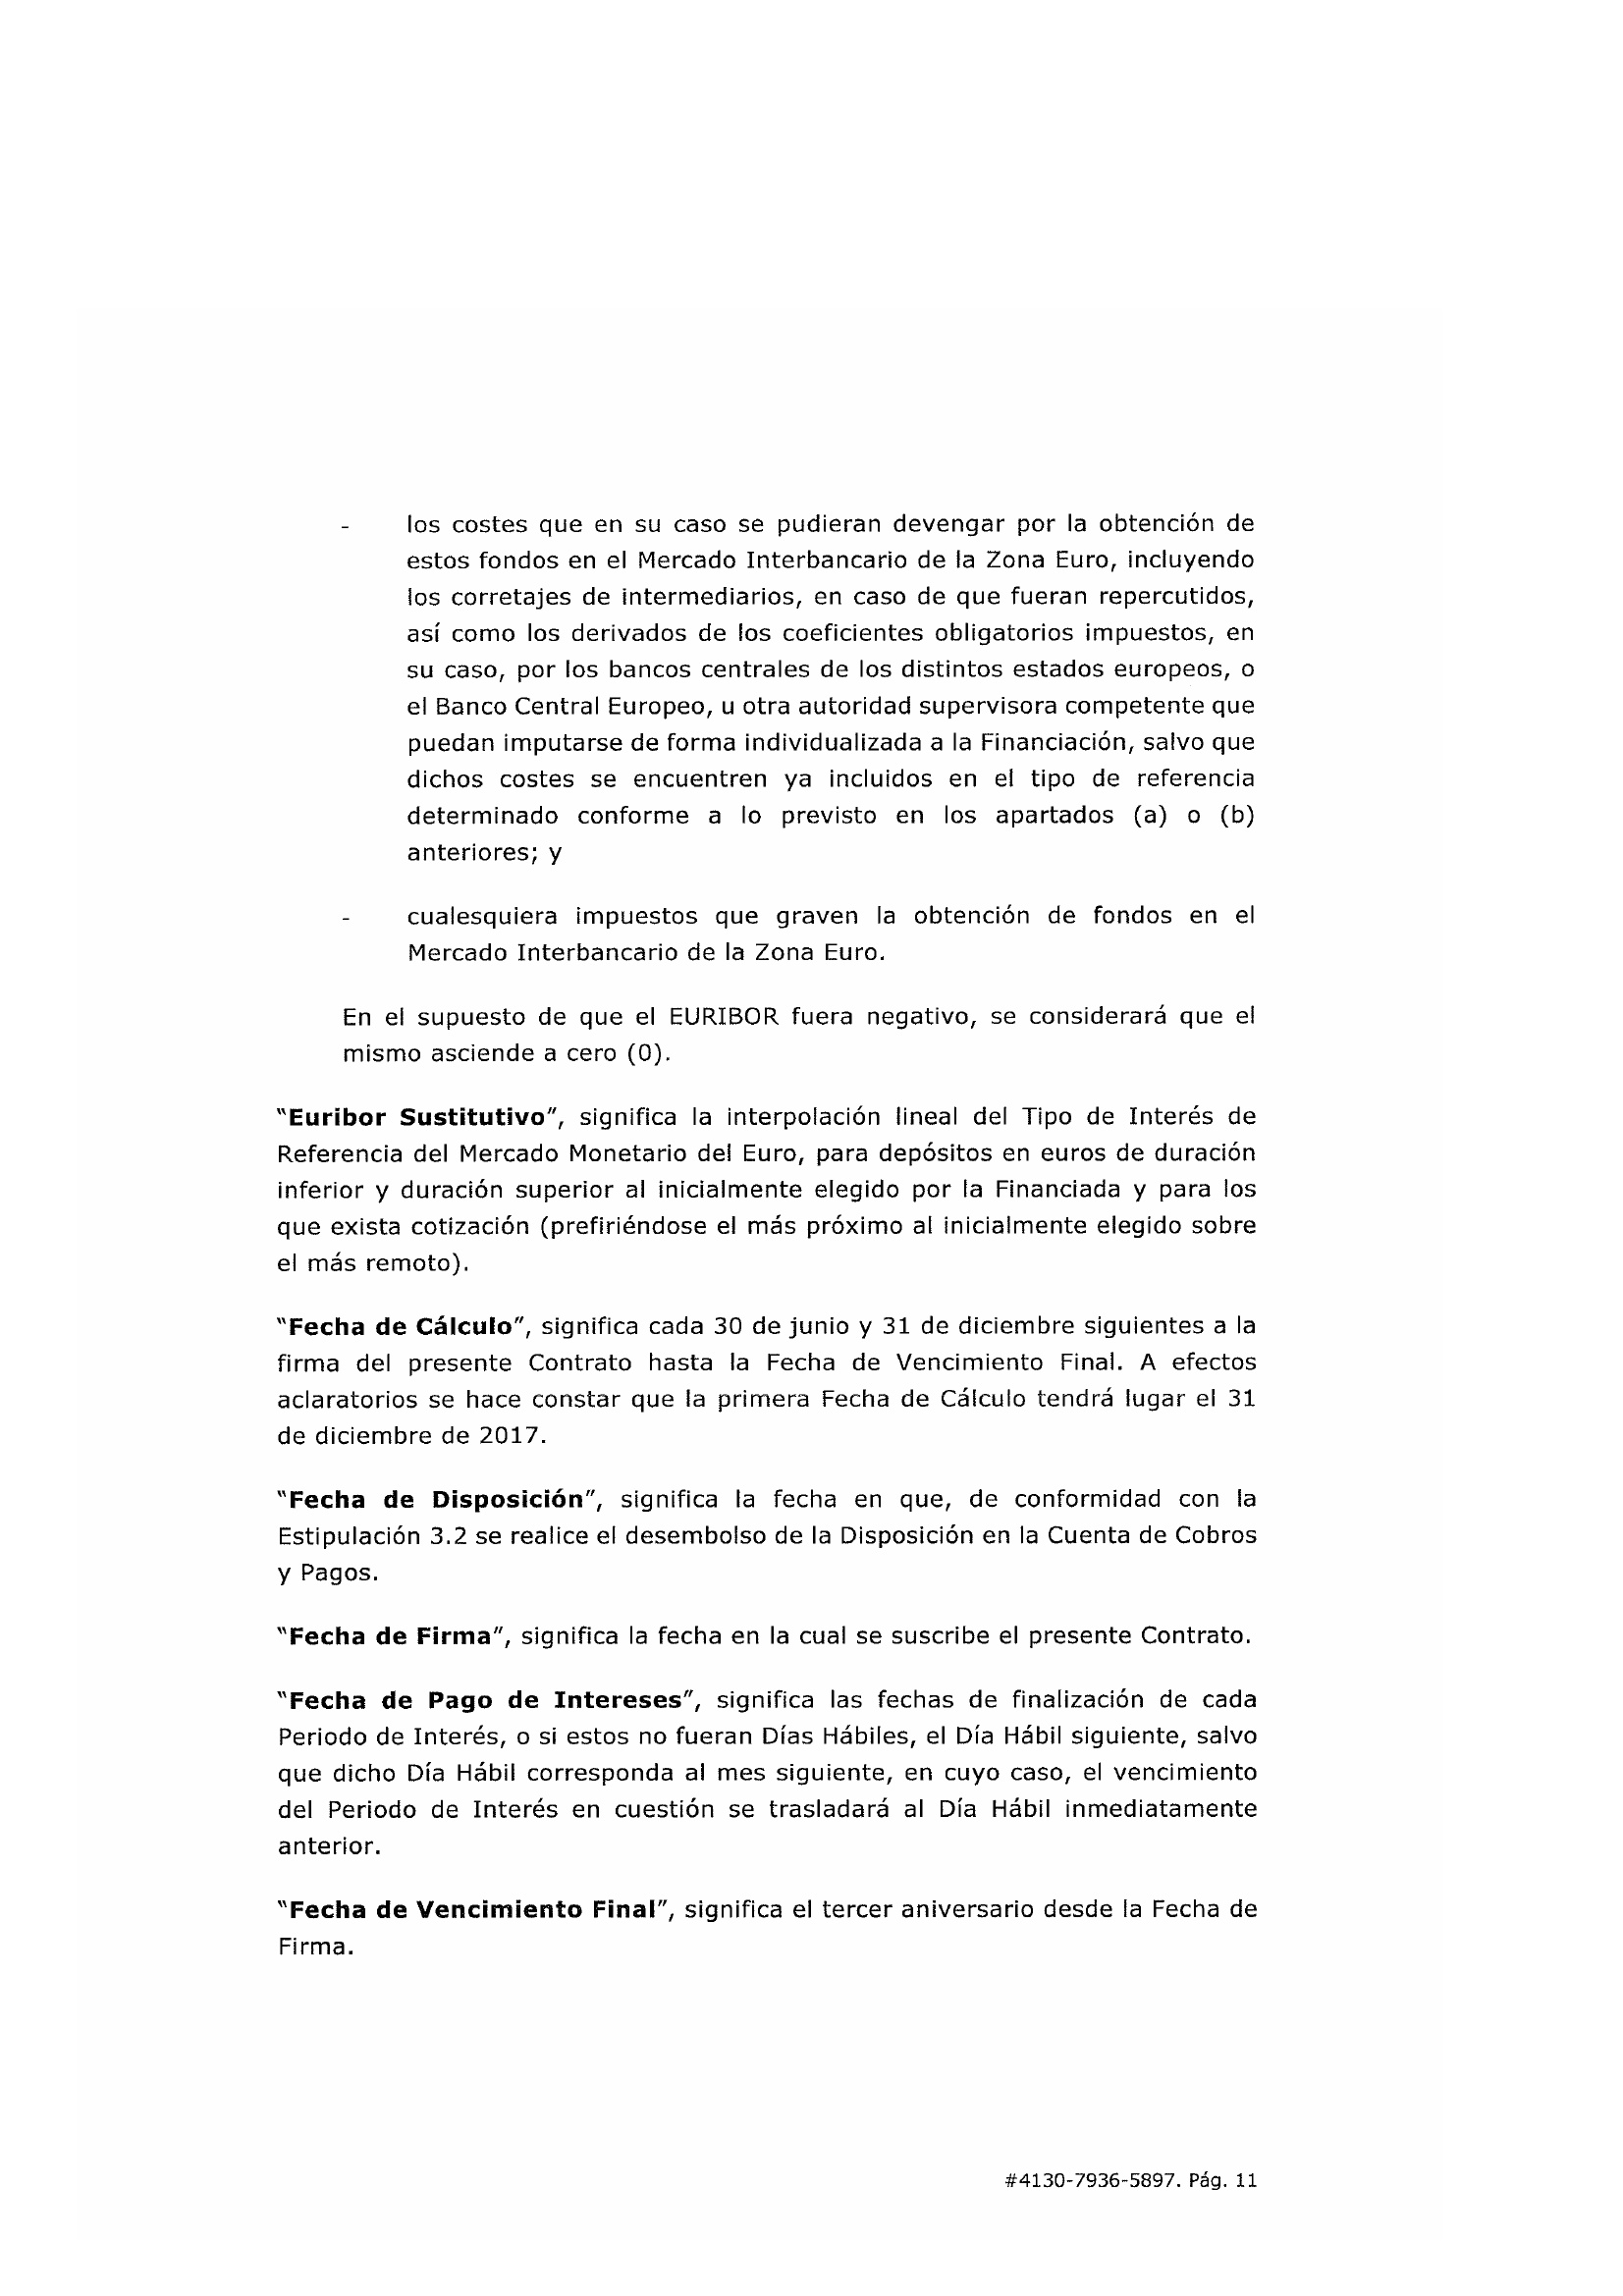 - los costes que en su caso se pudieran devengar por la obtención de
estos fondos en el Mercado Interbancario de la Zona Euro, incluyendo
los corretajes de intermediarios, en caso de que fueran repercutidos,
así como los derivados de los coeficientes obligatorios impuestos, en
su caso, por los bancos centrales de los distintos estados europeos, o
el Banco Central Europeo, u otra autoridad supervisora competente que
puedan imputarse de forma individualizada a la Financiación, salvo que
dichos costes se encuentren ya incluidos en el tipo de referencia
determinado conforme a lo previsto en los apartados (a) o (b)
anteriores; y
- cualesquiera impuestos que graven la obtención de fondos en el
Mercado Interbancario de la Zona Euro.
En el supuesto de que el EURIBOR fuera negativo, se considerará que el
mismo asciende a cero (0).
"Euribor Sustitutivo", significa la interpolación lineal del Tipo de Interés de
Referencia del Mercado Monetario del Euro, para depósitos en euros de duración
inferior y duración superior al inicialmente elegido por la Financiada y para los
que exista cotización (prefiriéndose el más próximo al inicialmente elegido sobre
el más remoto).
"Fecha de Cálculo", significa cada 30 de junio y 31 de diciembre siguientes a la
firma del presente Contrato hasta la Fecha de Vencimiento Final. A efectos
aclaratorios se hace constar que la primera Fecha de Cálculo tendrá lugar el 31
de diciembre de 2017.
"Fecha de Disposición", significa la fecha en que, de conformidad con la
Estipulación 3.2 se realice el desembolso de la Disposición en la Cuenta de Cobros
y Pagos.
"Fecha de Firma", significa la fecha en la cual se suscribe el presente Contrato.
"Fecha de Pago de Intereses", significa las fechas de finalización de cada
Periodo de Interés, o si estos no fueran Días Hábiles, el Día Hábil siguiente, salvo
que dicho Día Hábil corresponda al mes siguiente, en cuyo caso, el vencimiento
del Periodo de Interés en cuestión se trasladará al Día Hábil inmediatamente
anterior.
"Fecha de Vencimiento Final", significa el tercer aniversario desde la Fecha de
Firma.
#4130-7936-5897. Pág. 11